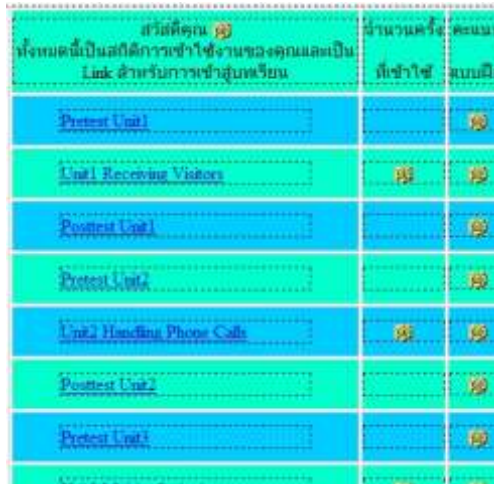 สวัสดีคุณ
ทั้งหมดนี้เป็นสถิติการเข้าใช้งานของคุณและเป็น
Link สำหรับการเข้าสู่บทเรียน
จำนวนครั้ง
ที่เข้าใช้
คะแนน
แบบฝึ
Pretest Unit1
Unit1 Receiving Visitors
Posttest Unit1
Pretest Unit2
Unit2 Handling Phone Calls
Posttest Unit2
Pretest Unit3